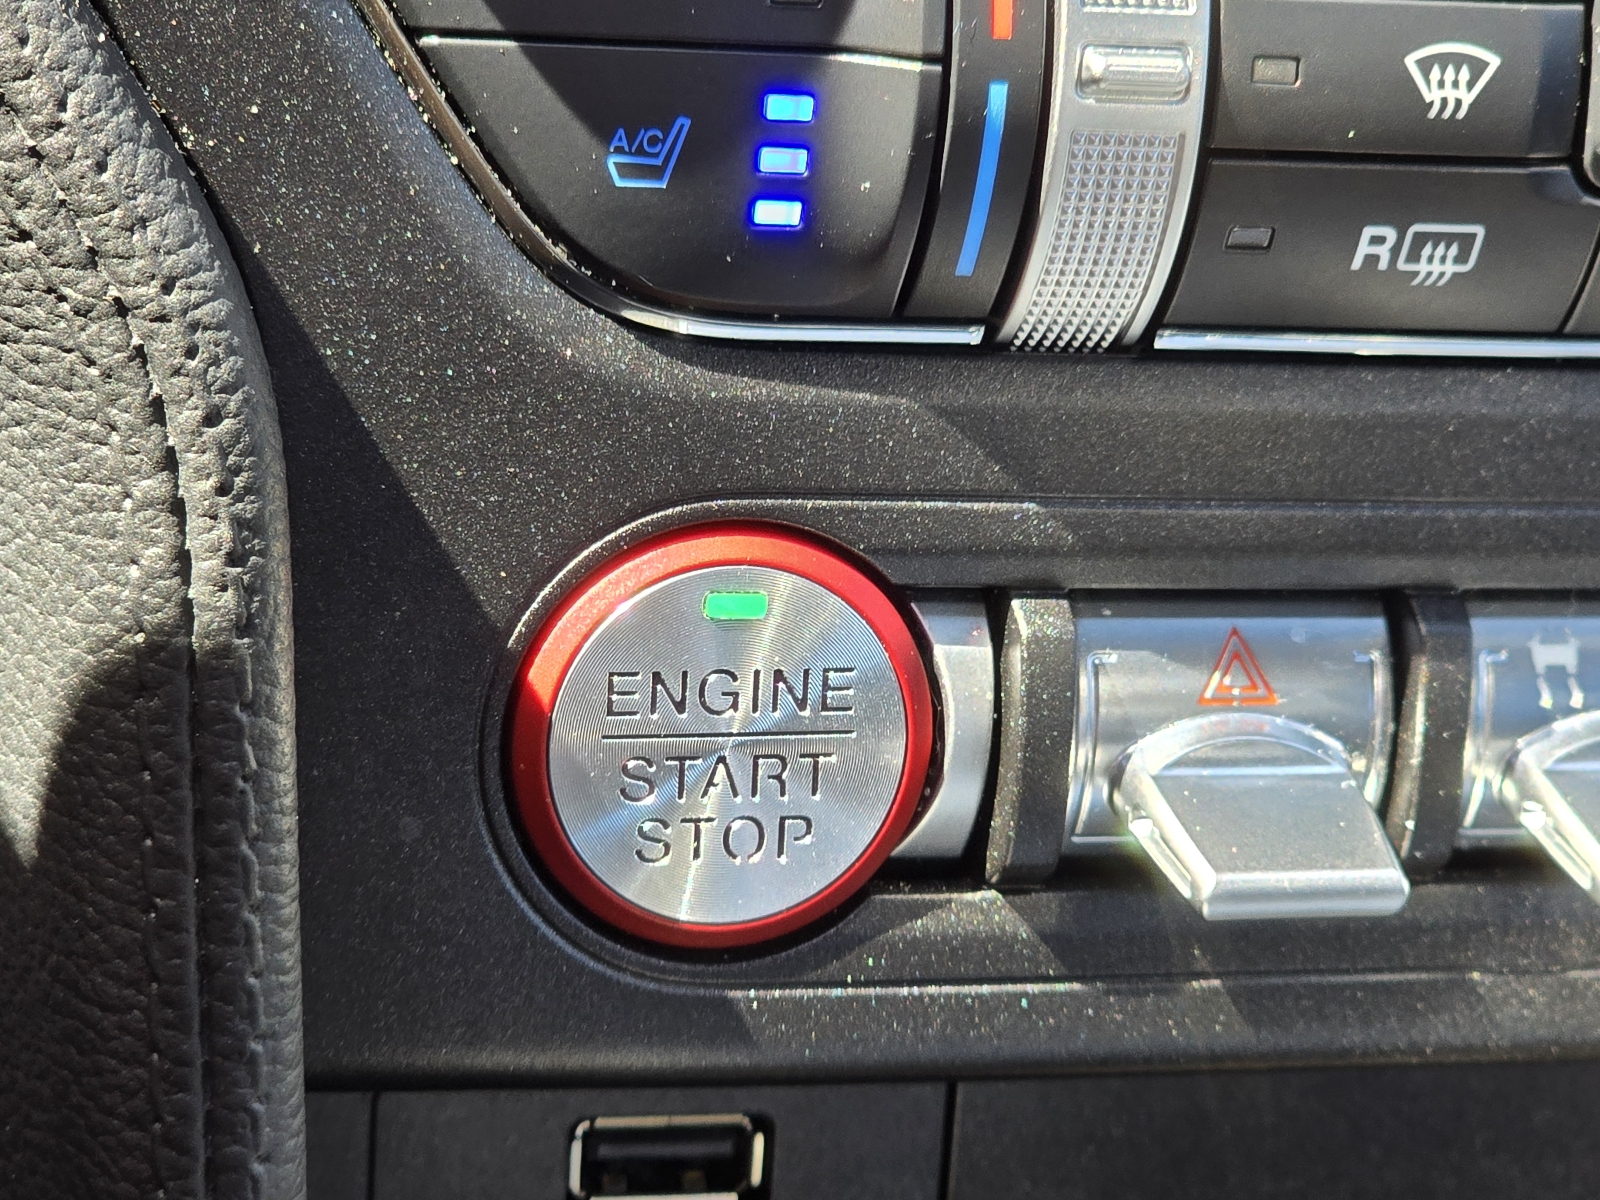 A/C
R
ENGINE
START
STOP